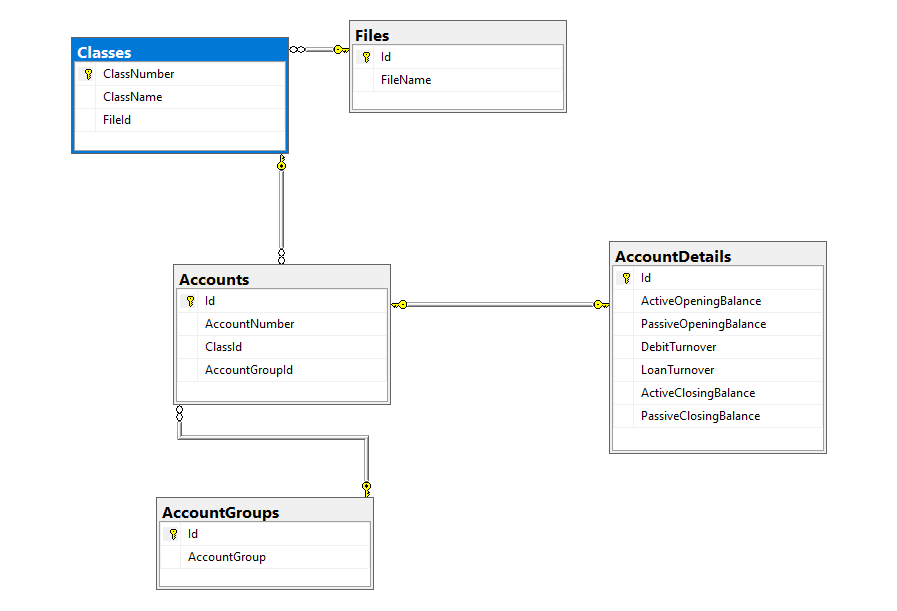 Classes
ClassNumber
ClassName
FileId
Files
Id
FileName
Accounts
Id
AccountNumber
ClassId
AccountGroupId
AccountDetails
Id
ActiveOpeningBalance
PassiveOpeningBalance
DebitTurnover
LoanTurnover
ActiveClosingBalance
PassiveClosingBalance
AccountGroups
Id
AccountGroup